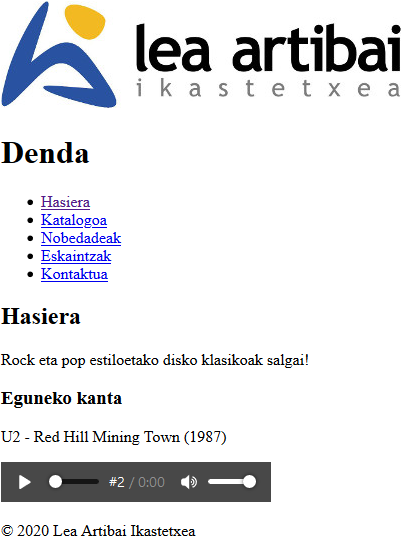 lea artibai
ikastetxea
Denda
Hasiera
Katalogoa
Nobedadeak
Eskaintzak
Kontaktua
Hasiera
Rock eta pop estiloetako disko klasikoak salgai!
Eguneko kanta
U2 - Red Hill Mining Town (1987)
#2 / 0:00
© 2020 Lea Artibai Ikastetxea